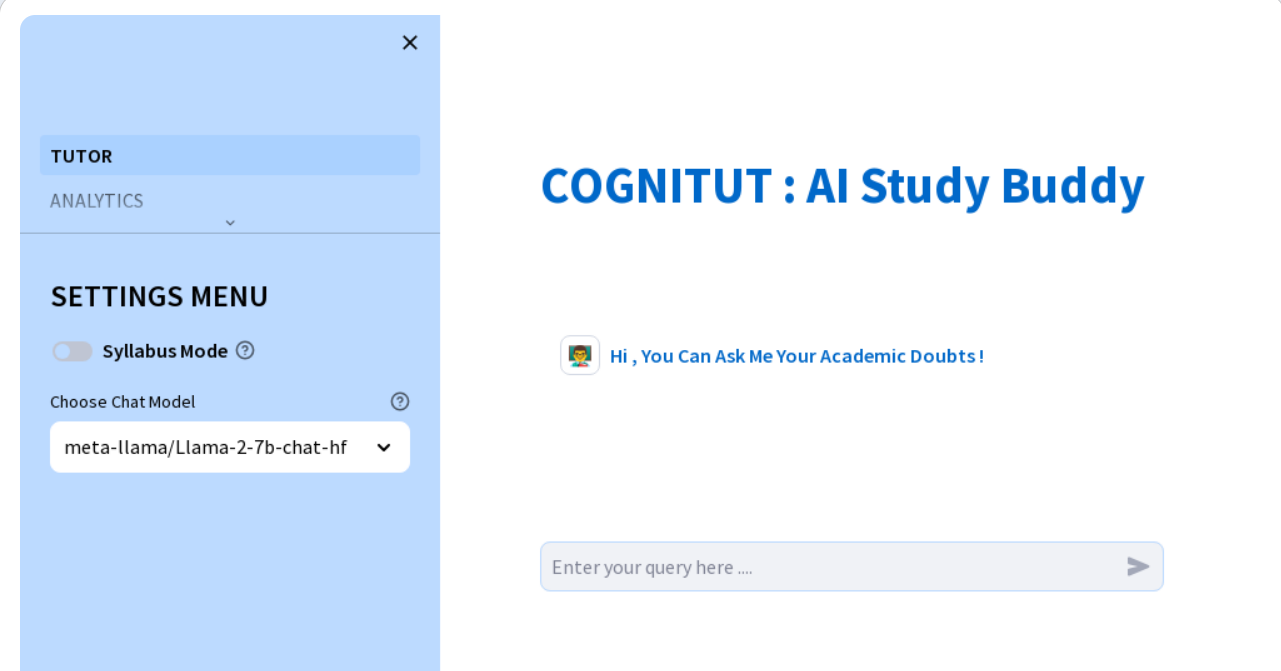 TUTOR
ANALYTICS
SETTINGS MENU
Syllabus Mode ?
Choose Chat Model ?
meta-llama/Llama-2-7b-chat-hf
COGNITUT : AI Study Buddy
Hi , You Can Ask Me Your Academic Doubts !
Enter your query here ....